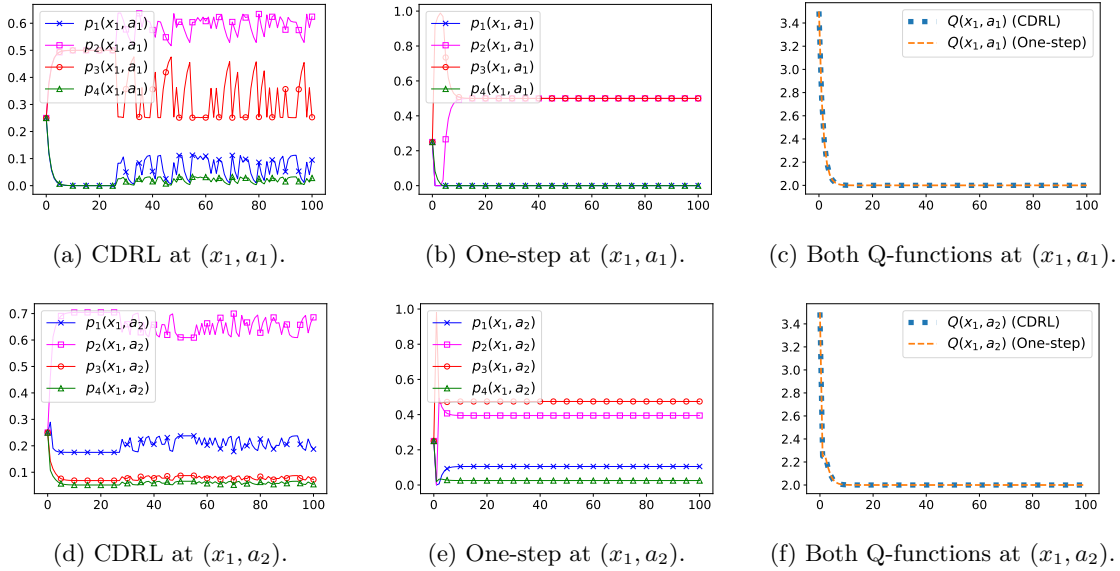 0.6
0.5
0.4
0.3
0.2
0.1
0.0
0 20 40 60 80 100
p₁(x₁, a₁)
p₂(x₁, a₁)
p₃(x₁, a₁)
p₄(x₁, a₁)
(a) CDRL at (x₁, a₁).
1.0
0.8
0.6
0.4
0.2
0.0
0 20 40 60 80 100
p₁(x₁, a₁)
p₂(x₁, a₁)
p₃(x₁, a₁)
p₄(x₁, a₁)
(b) One-step at (x₁, a₁).
3.4
3.2
3.0
2.8
2.6
2.4
2.2
2.0
0 20 40 60 80 100
Q(x₁, a₁) (CDRL)
Q(x₁, a₁) (One-step)
(c) Both Q-functions at (x₁, a₁).
0.7
0.6
0.5
0.4
0.3
0.2
0.1
0 20 40 60 80 100
p₁(x₁, a₂)
p₂(x₁, a₂)
p₃(x₁, a₂)
p₄(x₁, a₂)
(d) CDRL at (x₁, a₂).
1.0
0.8
0.6
0.4
0.2
0.0
0 20 40 60 80 100
p₁(x₁, a₂)
p₂(x₁, a₂)
p₃(x₁, a₂)
p₄(x₁, a₂)
(e) One-step at (x₁, a₂).
3.4
3.2
3.0
2.8
2.6
2.4
2.2
2.0
0 20 40 60 80 100
Q(x₁, a₂) (CDRL)
Q(x₁, a₂) (One-step)
(f) Both Q-functions at (x₁, a₂).